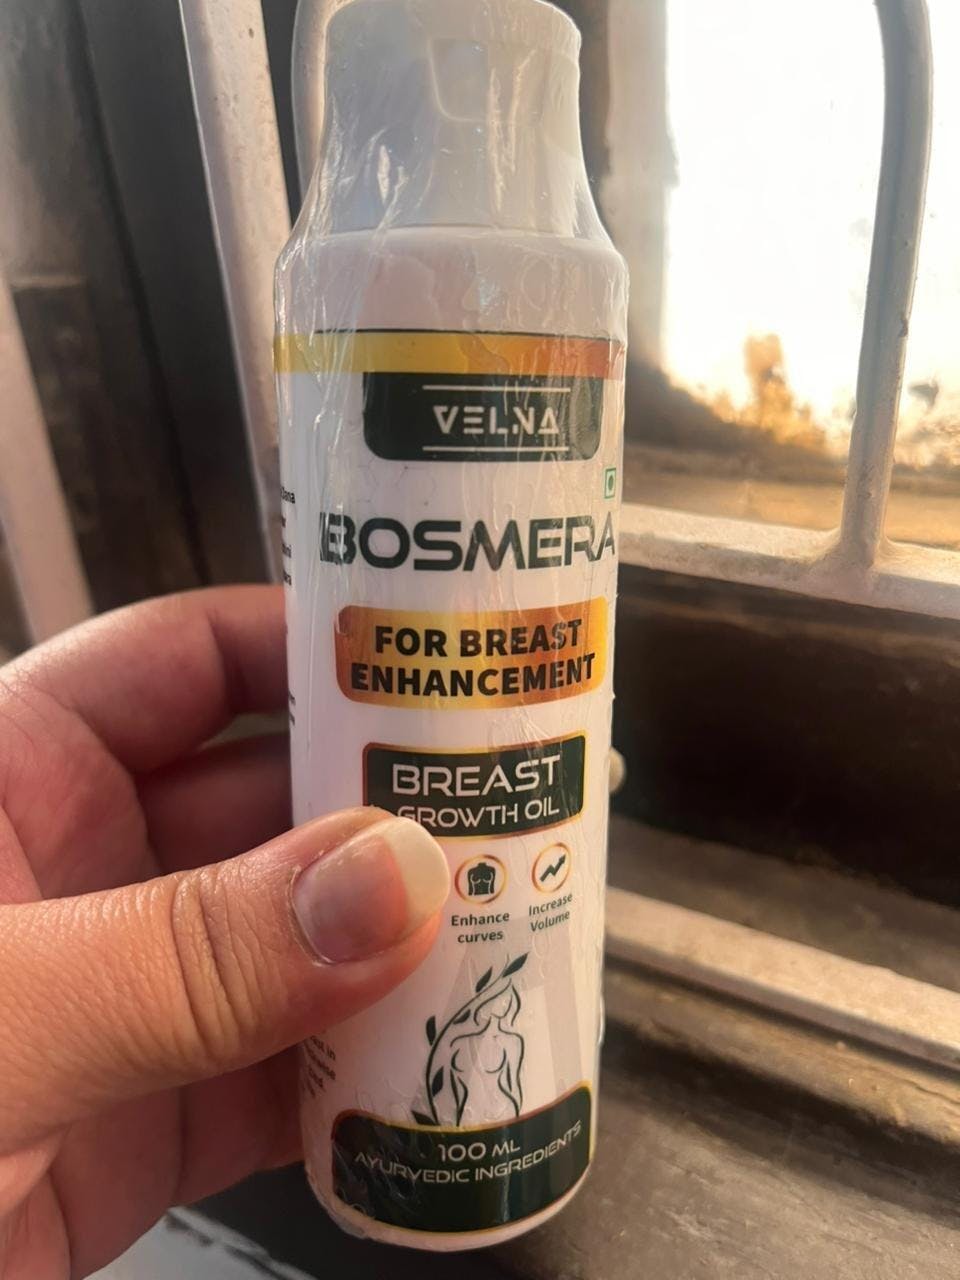 VELNA
BOSMERA
FOR BREAST
ENHANCEMENT
BREAST
GROWTH OIL
Enhance
curves
Increase
Volume
100 ML
AYURVEDIC INGREDIENTS